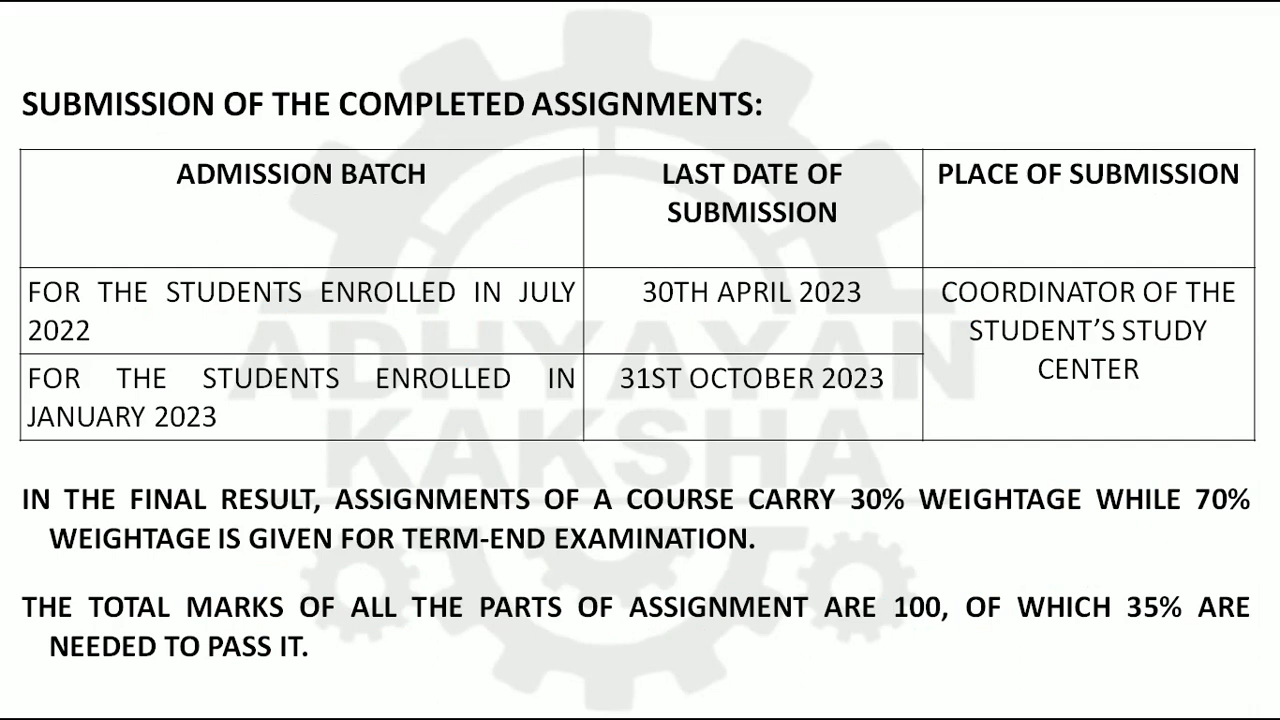 SUBMISSION OF THE COMPLETED ASSIGNMENTS:
ADMISSION BATCH
LAST DATE OF
SUBMISSION
PLACE OF SUBMISSION
FOR THE STUDENTS ENROLLED IN JULY
2022
30TH APRIL 2023
COORDINATOR OF THE
STUDENT’S STUDY
CENTER
FOR THE STUDENTS ENROLLED IN
JANUARY 2023
31ST OCTOBER 2023
IN THE FINAL RESULT, ASSIGNMENTS OF A COURSE CARRY 30% WEIGHTAGE WHILE 70%
WEIGHTAGE IS GIVEN FOR TERM-END EXAMINATION.
THE TOTAL MARKS OF ALL THE PARTS OF ASSIGNMENT ARE 100, OF WHICH 35% ARE
NEEDED TO PASS IT.
ADHYAYAN
KAKSHA